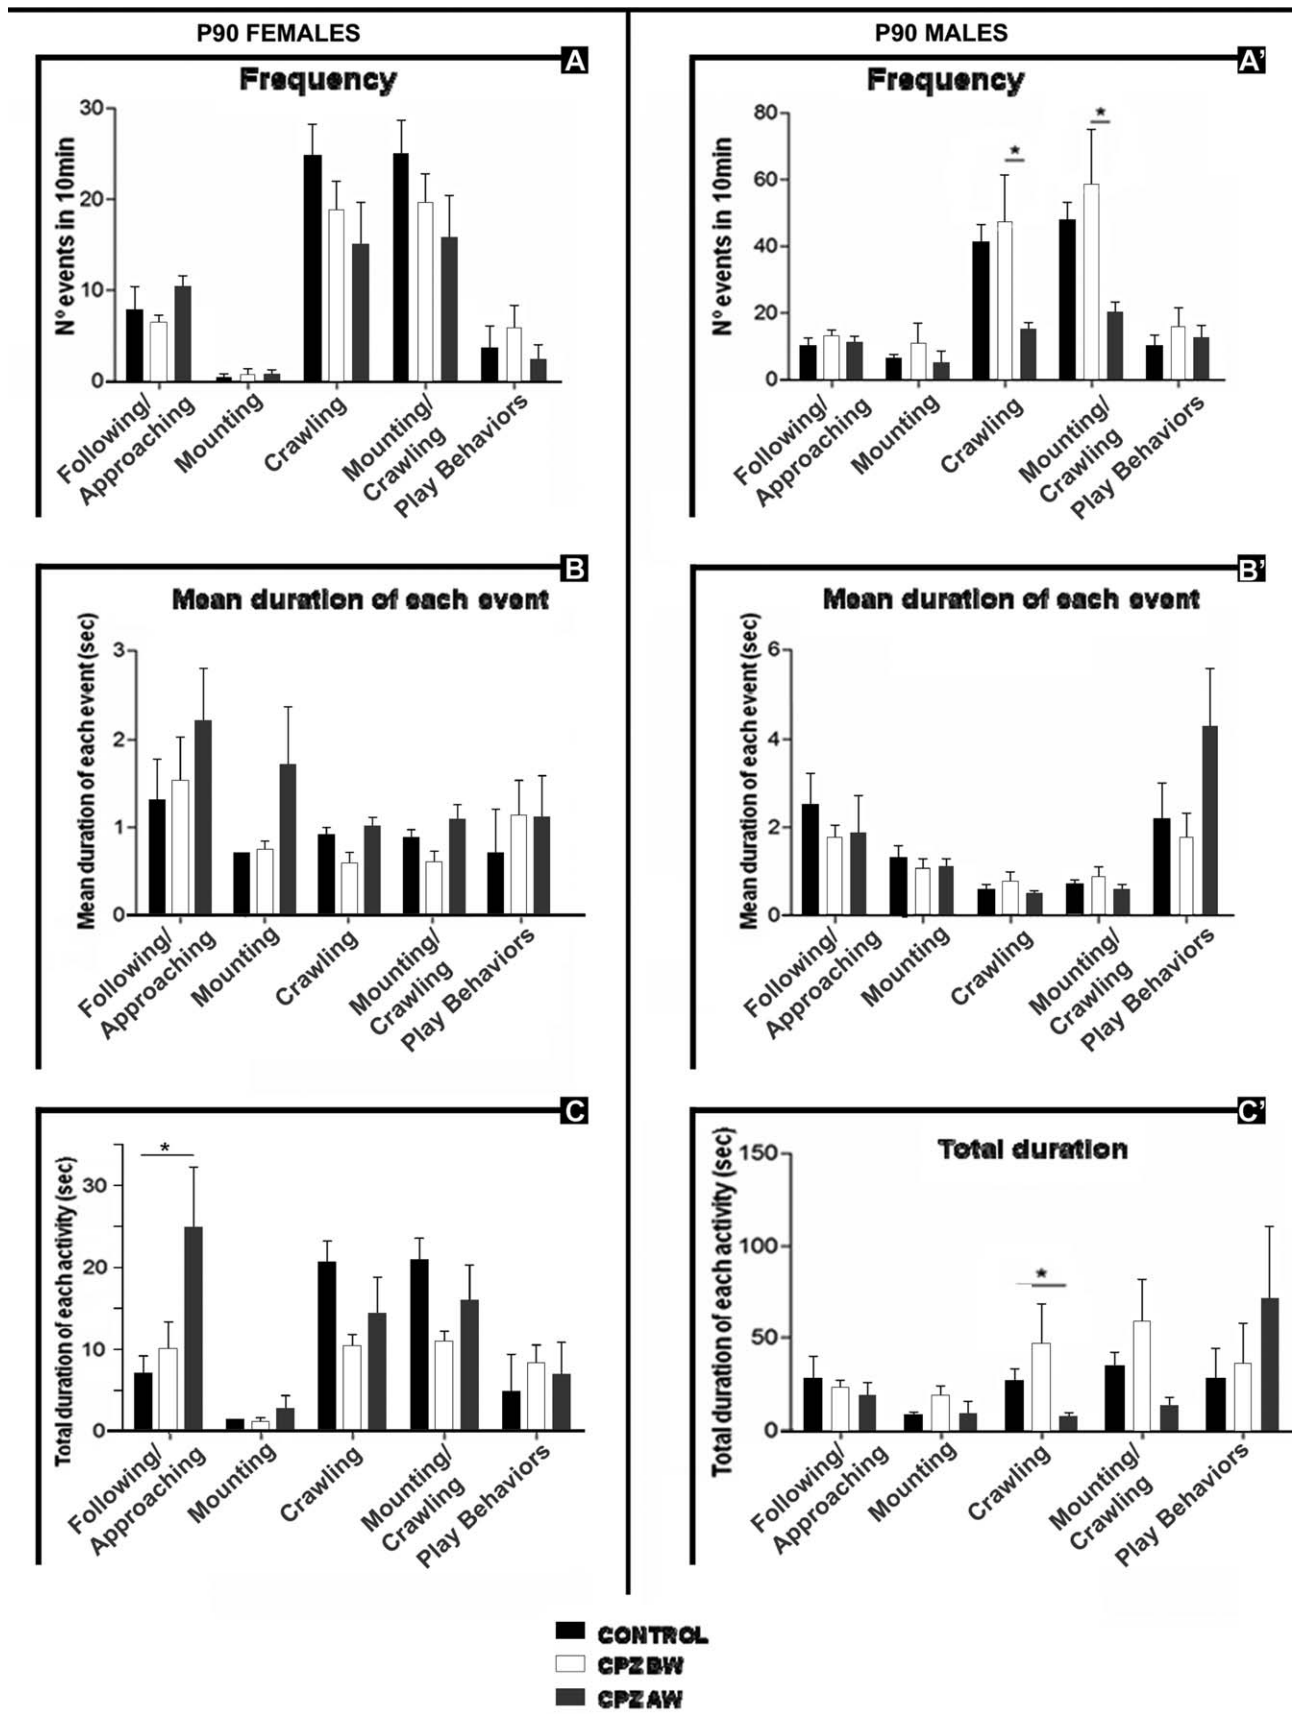 P90 FEMALES
P90 MALES
A
Frequency
Nº events in 10min
30
20
10
0
Following/
Approaching
Mounting
Crawling
Mounting/
Crawling
Play Behaviors
A’
Frequency
Nº events in 10min
80
60
40
20
0
*
*
Following/
Approaching
Mounting
Crawling
Mounting/
Crawling
Play Behaviors
B
Mean duration of each event
Mean duration of each event (sec)
3
2
1
0
Following/
Approaching
Mounting
Crawling
Mounting/
Crawling
Play Behaviors
B’
Mean duration of each event
Mean duration of each event (sec)
6
4
2
0
Following/
Approaching
Mounting
Crawling
Mounting/
Crawling
Play Behaviors
C
Total duration of each activity (sec)
30
20
10
0
*
Following/
Approaching
Mounting
Crawling
Mounting/
Crawling
Play Behaviors
C’
Total duration
Total duration of each activity (sec)
150
100
50
0
*
Following/
Approaching
Mounting
Crawling
Mounting/
Crawling
Play Behaviors
CONTROL
CPZ BW
CPZ AW